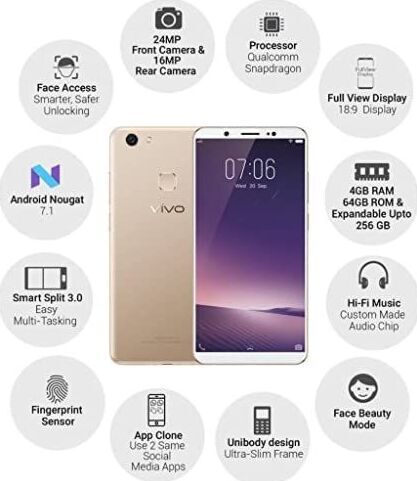 24MP
Front Camera &
16MP
Rear Camera
Processor
Qualcomm
Snapdragon
Face Access
Smarter, Safer
Unlocking
Full View Display
18:9 Display
Android Nougat
7.1
07:06
Wed 20 Sep
vivo
4GB RAM
64GB ROM &
Expandable Upto
256 GB
Smart Split 3.0
Easy
Multi-Tasking
Hi-Fi Music
Custom Made
Audio Chip
Fingerprint
Sensor
App Clone
Use 2 Same
Social
Media Apps
Unibody design
Ultra-Slim Frame
Face Beauty
Mode